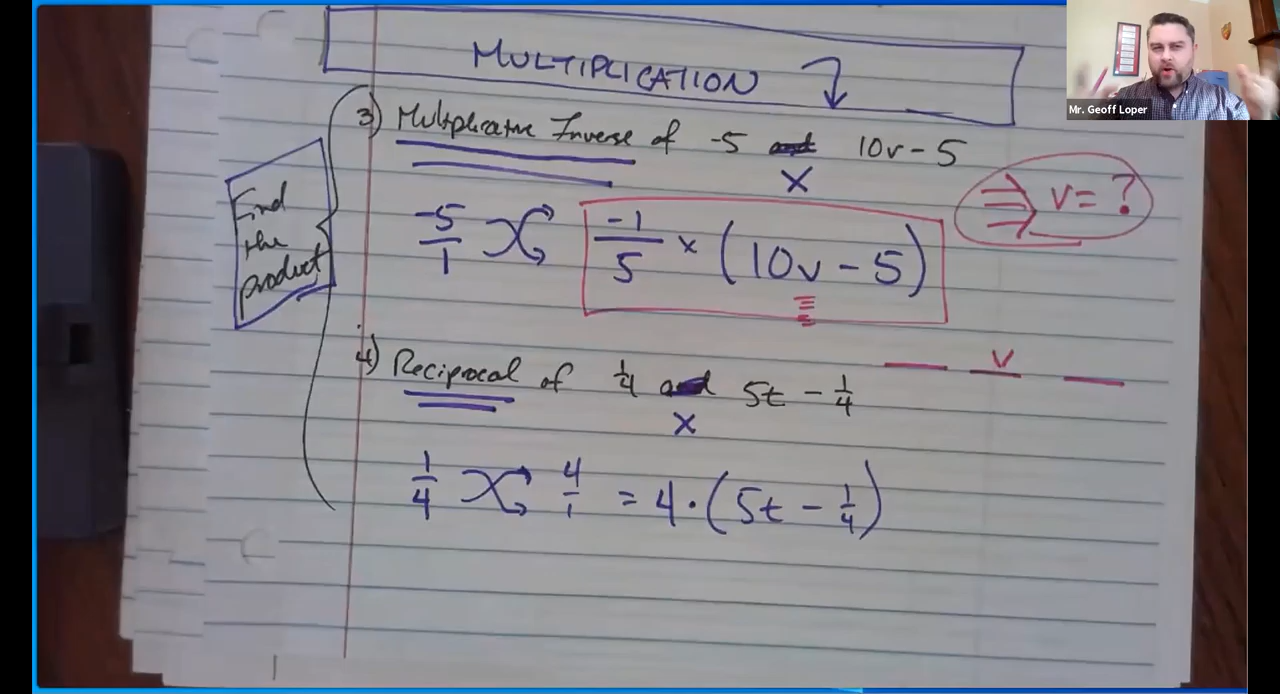 MULTIPLICATION
Mr. Geoff Loper
3) Multiplicative Inverse of -5 and 10v - 5
x
Find
the
product
-5/1 -1/5 × (10v - 5)
⇒ v = ?
v
4) Reciprocal of 1/4 and 5t - 1/4
x
1/4 4/1 = 4 · (5t - 1/4)